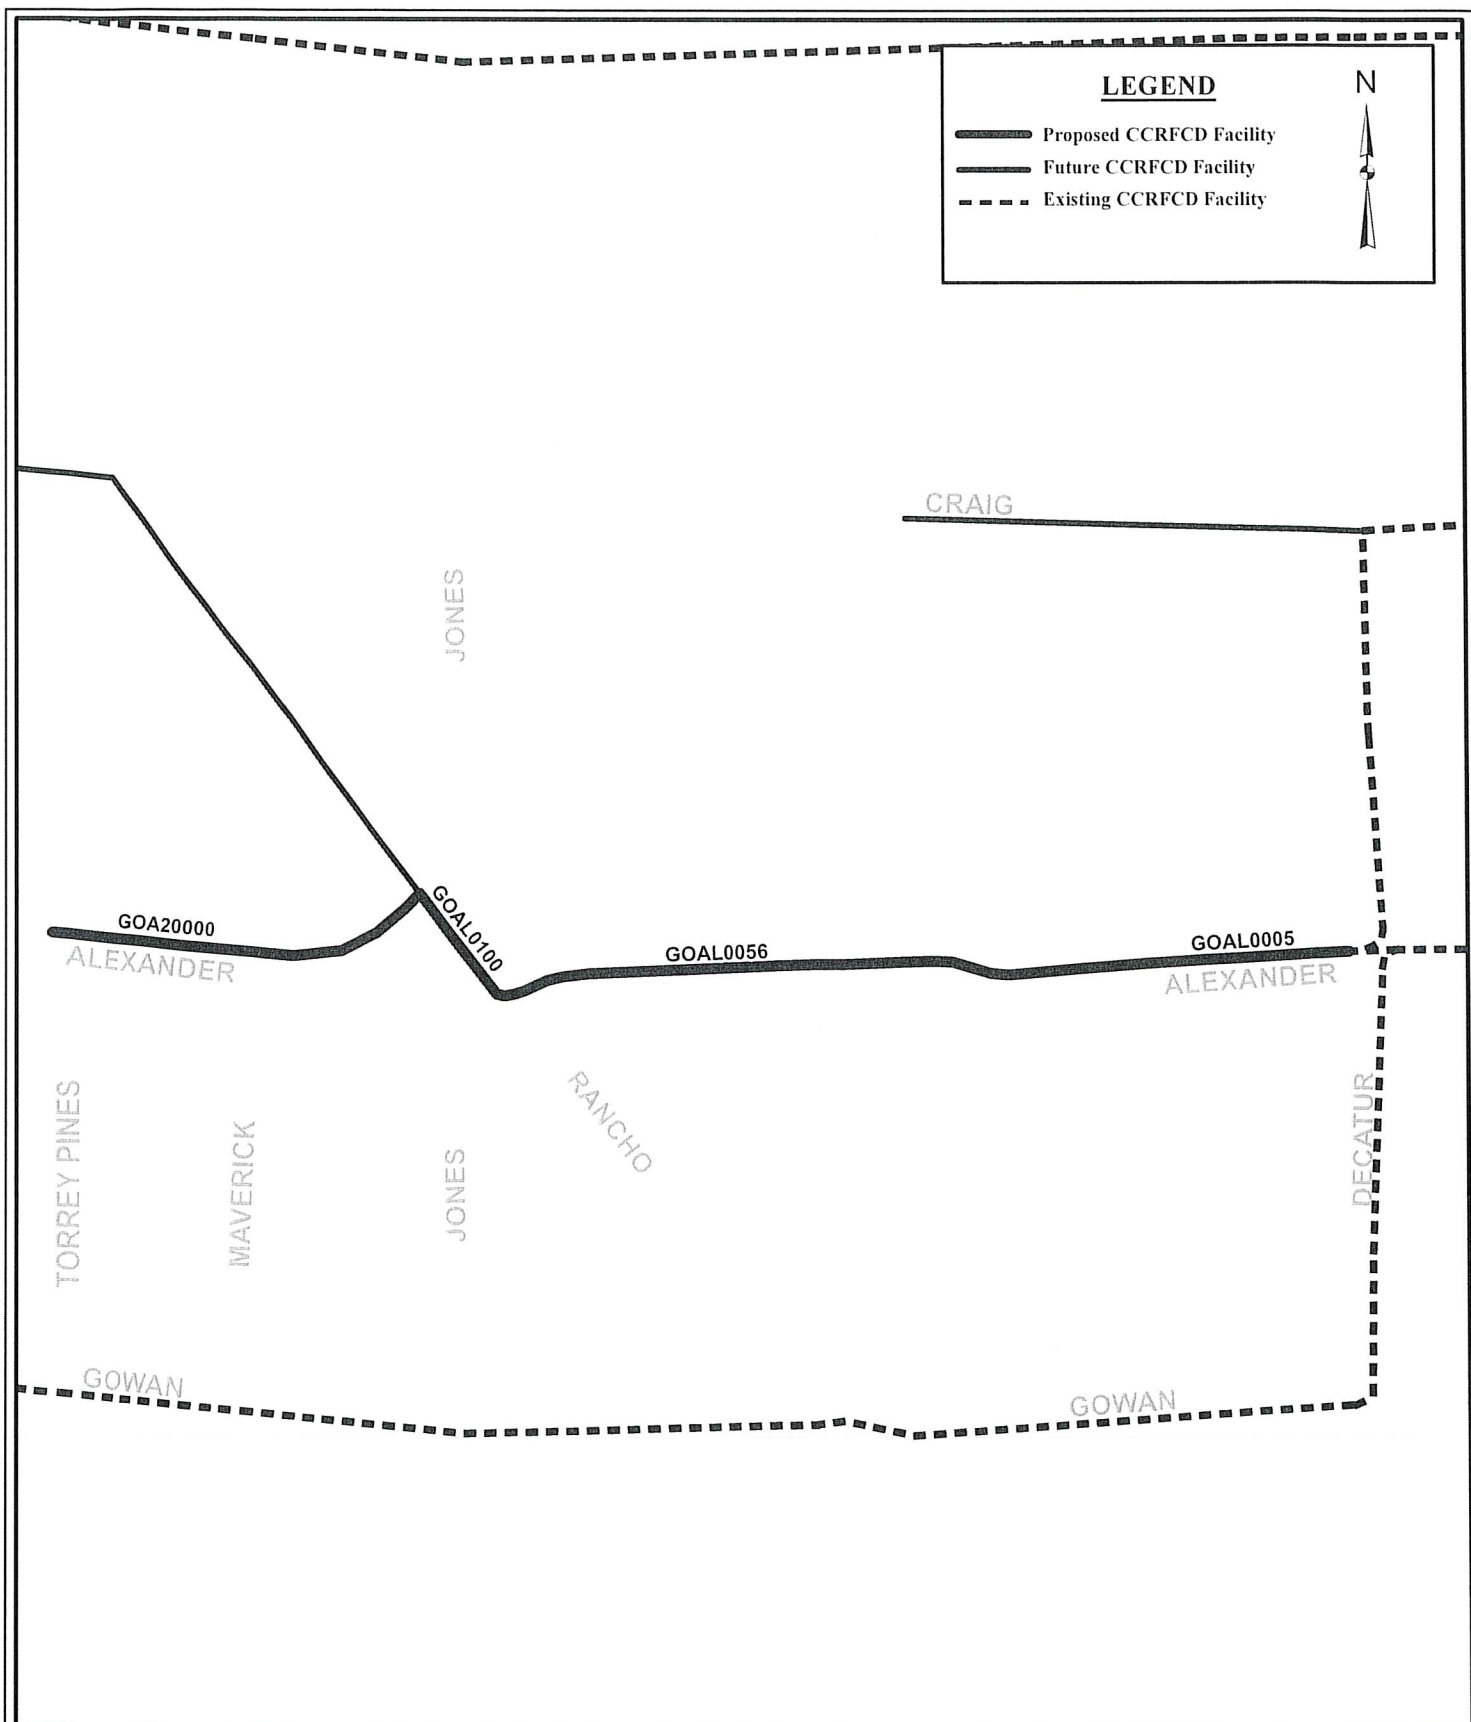 LEGEND
N
Proposed CCRFCD Facility
Future CCRFCD Facility
Existing CCRFCD Facility
CRAIG
JONES
GOA20000
ALEXANDER
GOAL0100
GOAL0056
GOAL0005
ALEXANDER
TORREY PINES
MAVERICK
JONES
RANCHO
DECATUR
GOWAN
GOWAN